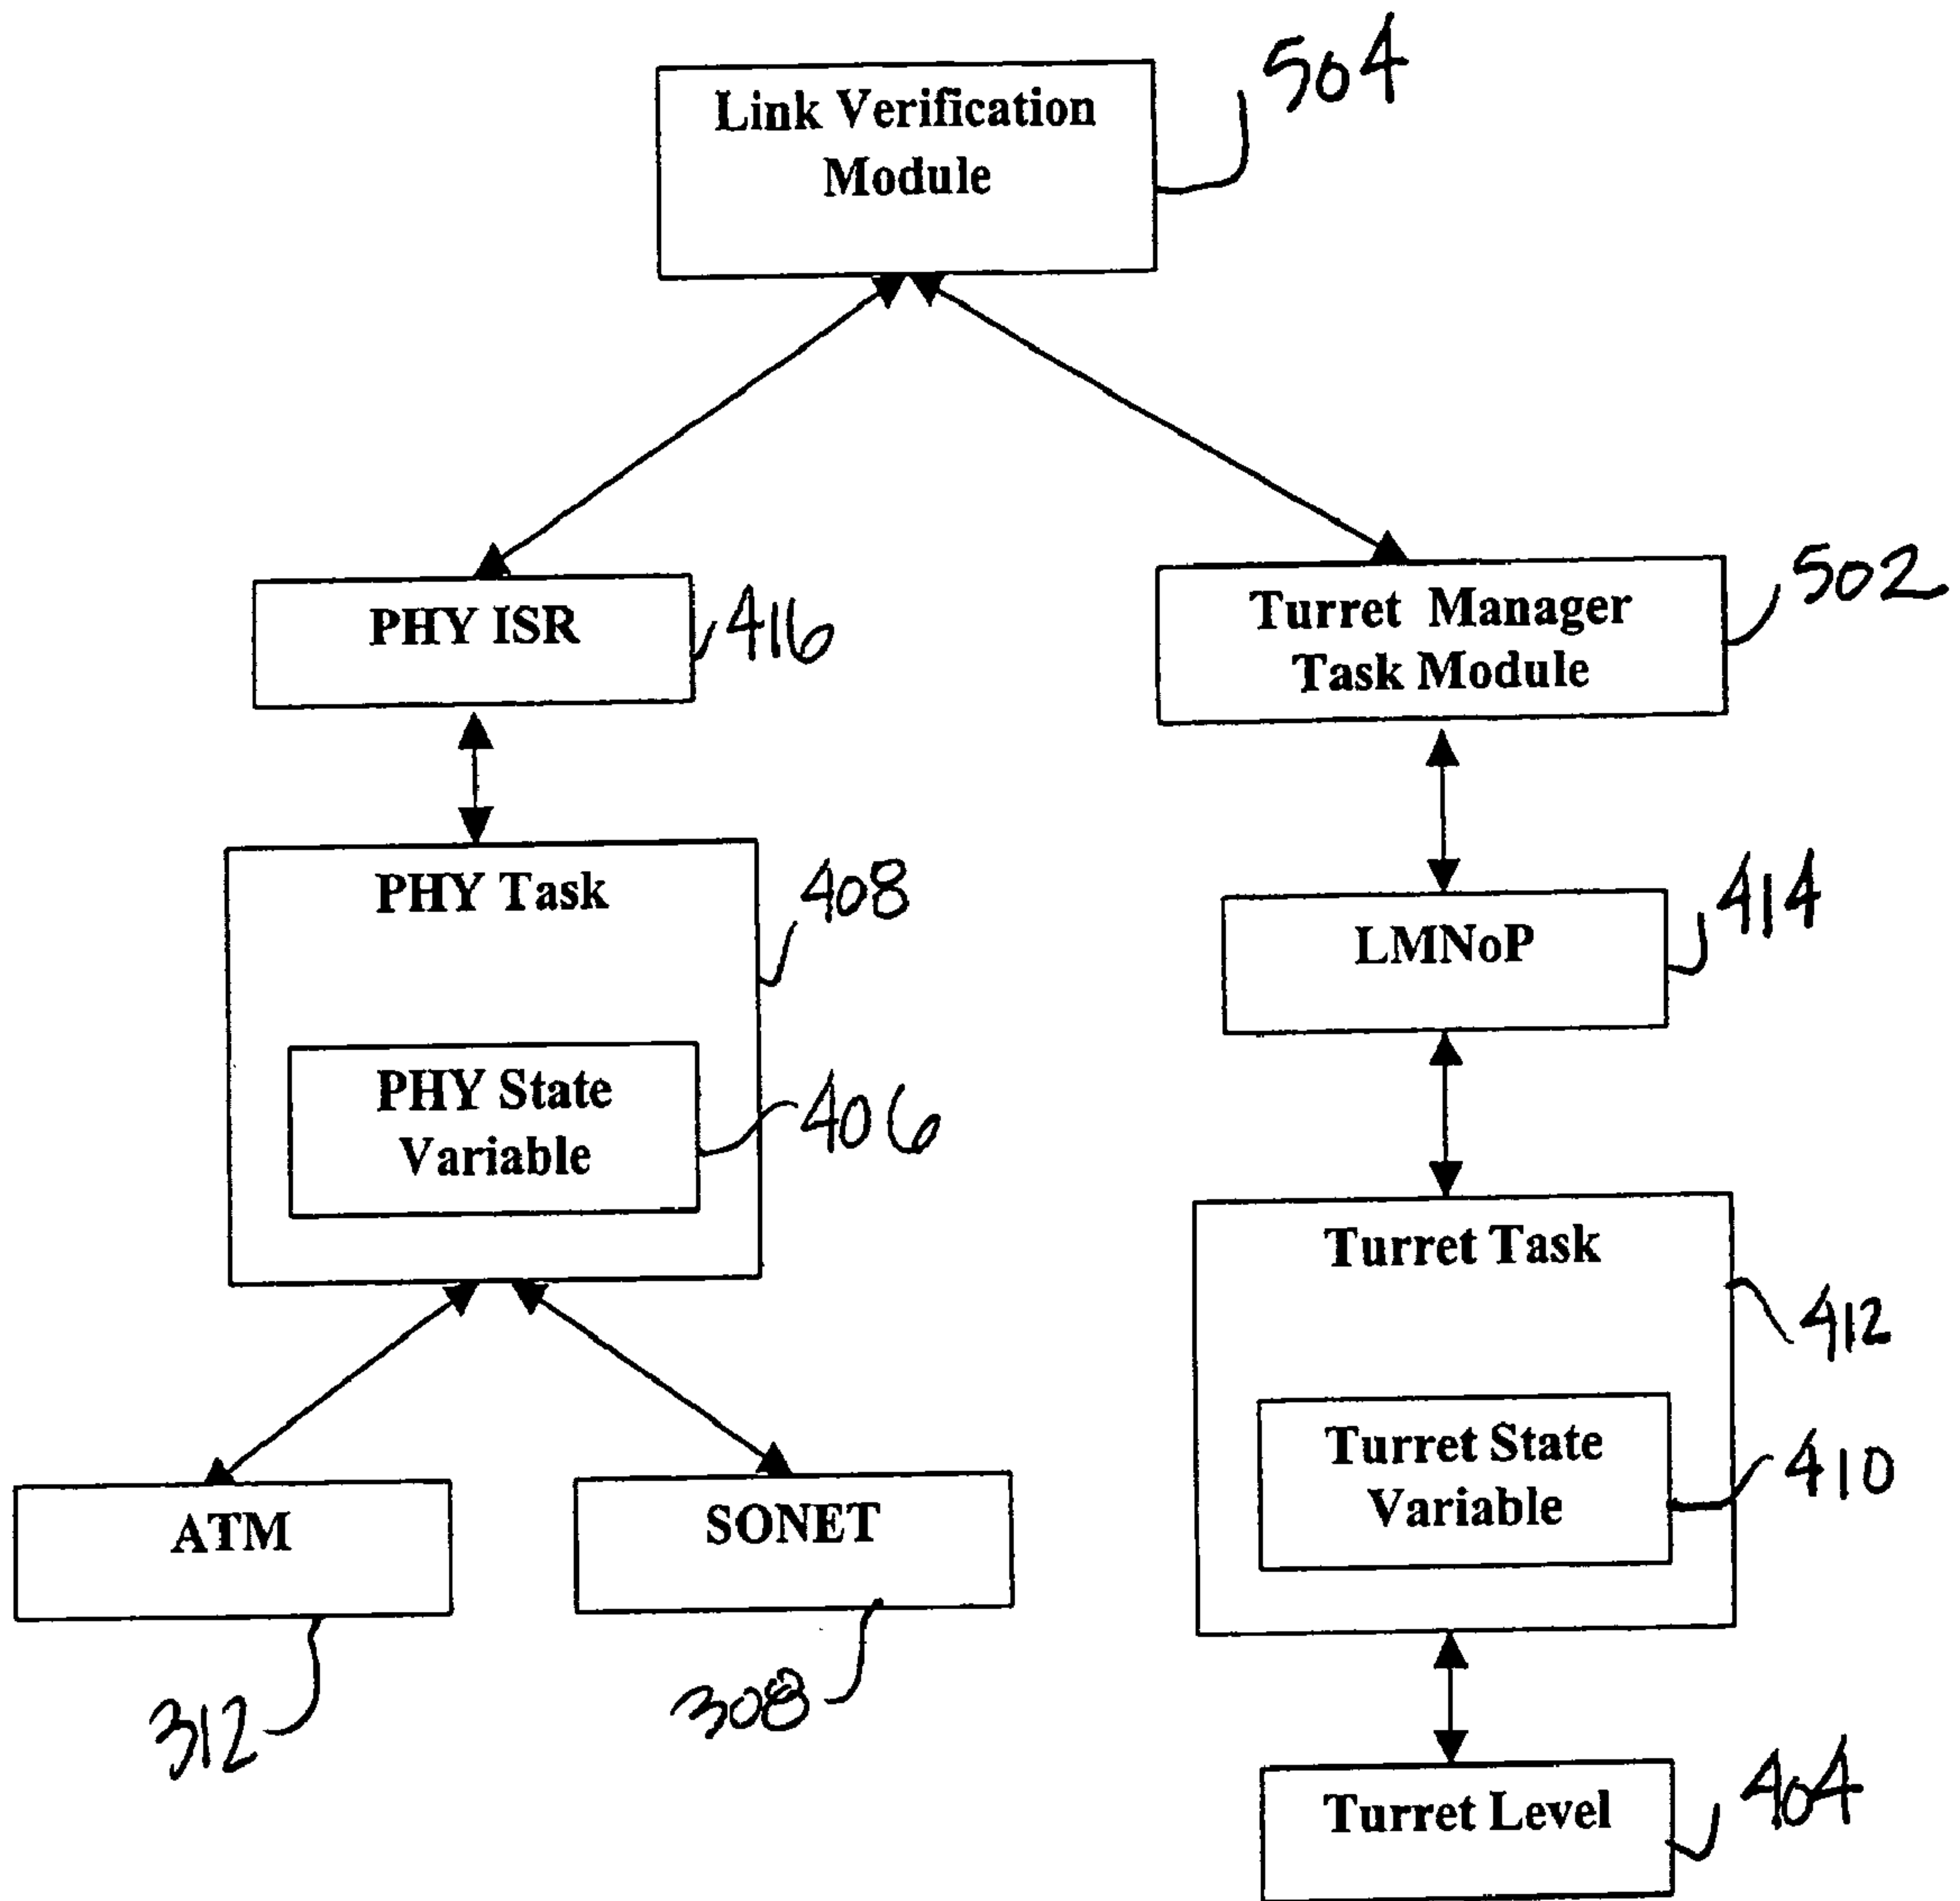 504
Link Verification
Module
502
PHY ISR
416
Turret Manager
Task Module
PHY Task
408
414
LMNoP
PHY State
Variable
406
Turret Task
412
Turret State
Variable
410
ATM
SONET
312
308
Turret Level
404